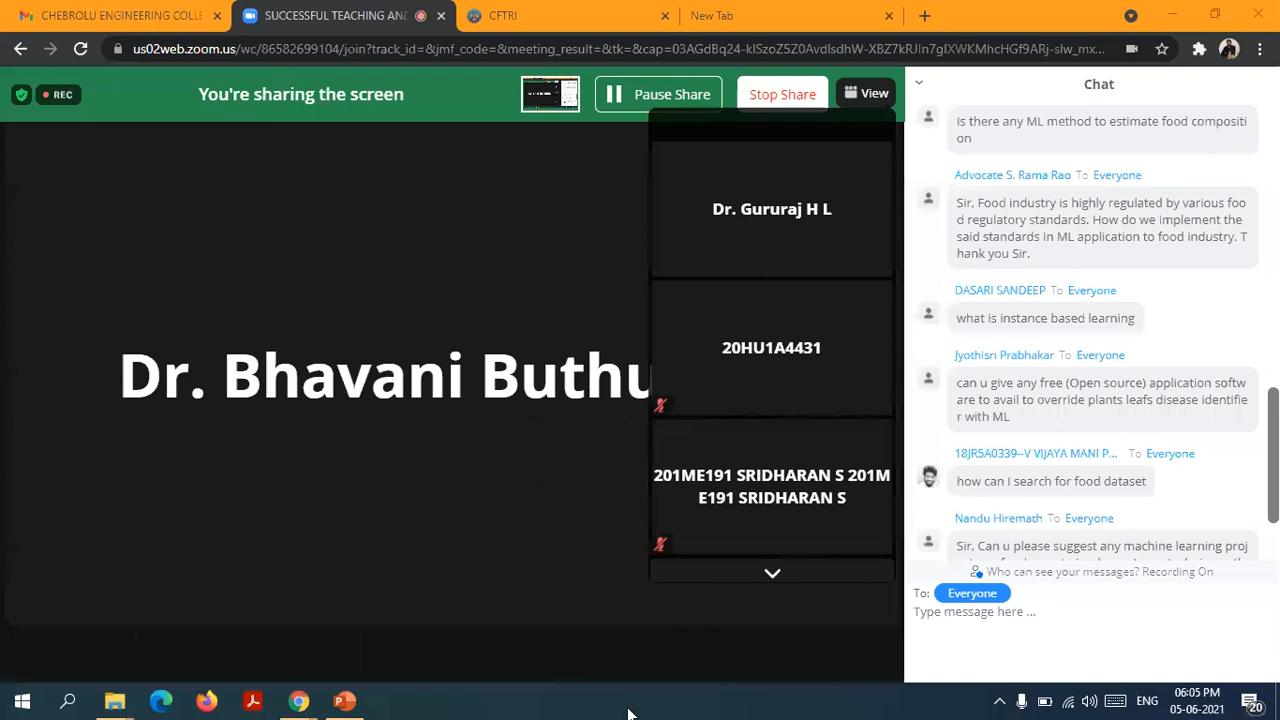 CHEBROLU ENGINEERING COLLE
SUCCESSFUL TEACHING AND
CFTRI
New Tab
us02web.zoom.us/wc/86582699104/join?track_id=&jmf_code=&meeting_result=&tk=&cap=
REC
You're sharing the screen
Pause Share
Stop Share
View
Dr. Bhavani Buthu
Dr. Gururaj H L
20HU1A4431
201ME191 SRIDHARAN S 201M
E191 SRIDHARAN S
Chat
Is there any ML method to estimate food compositi
on
Advocate S. Rama Rao To Everyone
Sir, Food industry is highly regulated by various foo
d regulatory standards. How do we implement the
said standards in ML application to food industry. T
hank you Sir.
DASARI SANDEEP To Everyone
what is instance based learning
Jyothisri Prabhakar To Everyone
can u give any free (Open source) application softw
are to avail to override plants leafs disease identifie
r with ML
18JR5A0339--V VIJAYA MANI P... To Everyone
how can I search for food dataset
Nandu Hiremath To Everyone
Sir, Can u please suggest any machine learning proj
Who can see your messages? Recording On
To: Everyone
Type message here ...
ENG
06:05 PM
05-06-2021
20